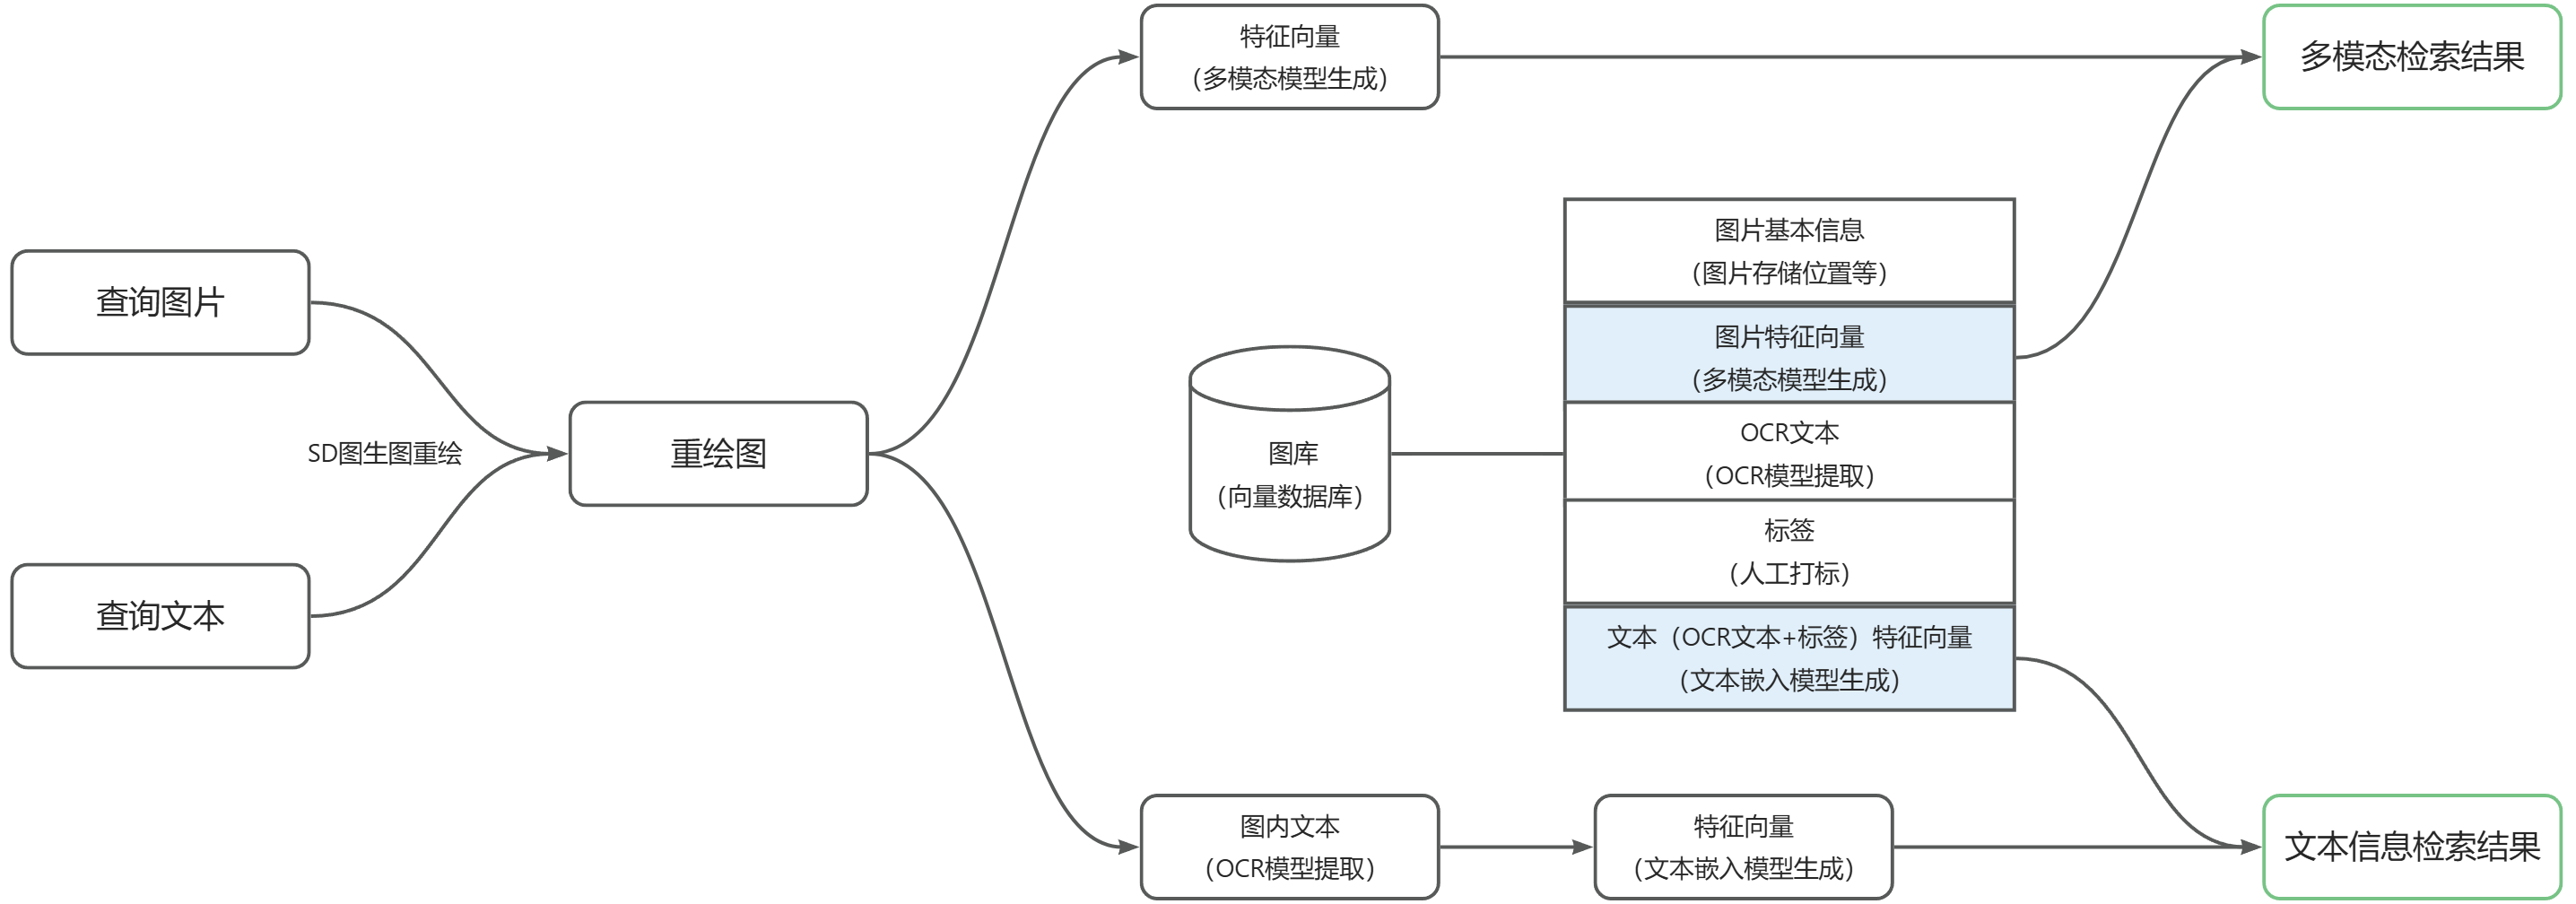 查询图片
查询文本
SD图生图重绘
重绘图
特征向量
（多模态模型生成）
多模态检索结果
图库
（向量数据库）
图片基本信息
（图片存储位置等）
图片特征向量
（多模态模型生成）
OCR文本
（OCR模型提取）
标签
（人工打标）
文本（OCR文本+标签）特征向量
（文本嵌入模型生成）
图内文本
（OCR模型提取）
特征向量
（文本嵌入模型生成）
文本信息检索结果